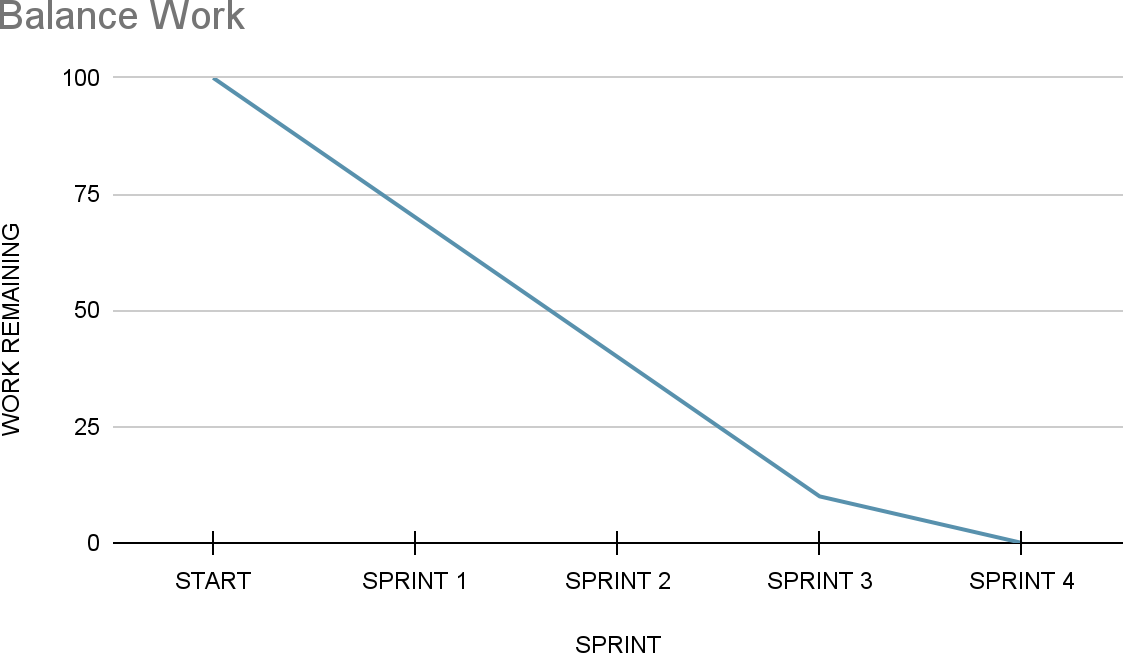 Balance Work
100
75
50
25
0
WORK REMAINING
START SPRINT 1 SPRINT 2 SPRINT 3 SPRINT 4
SPRINT